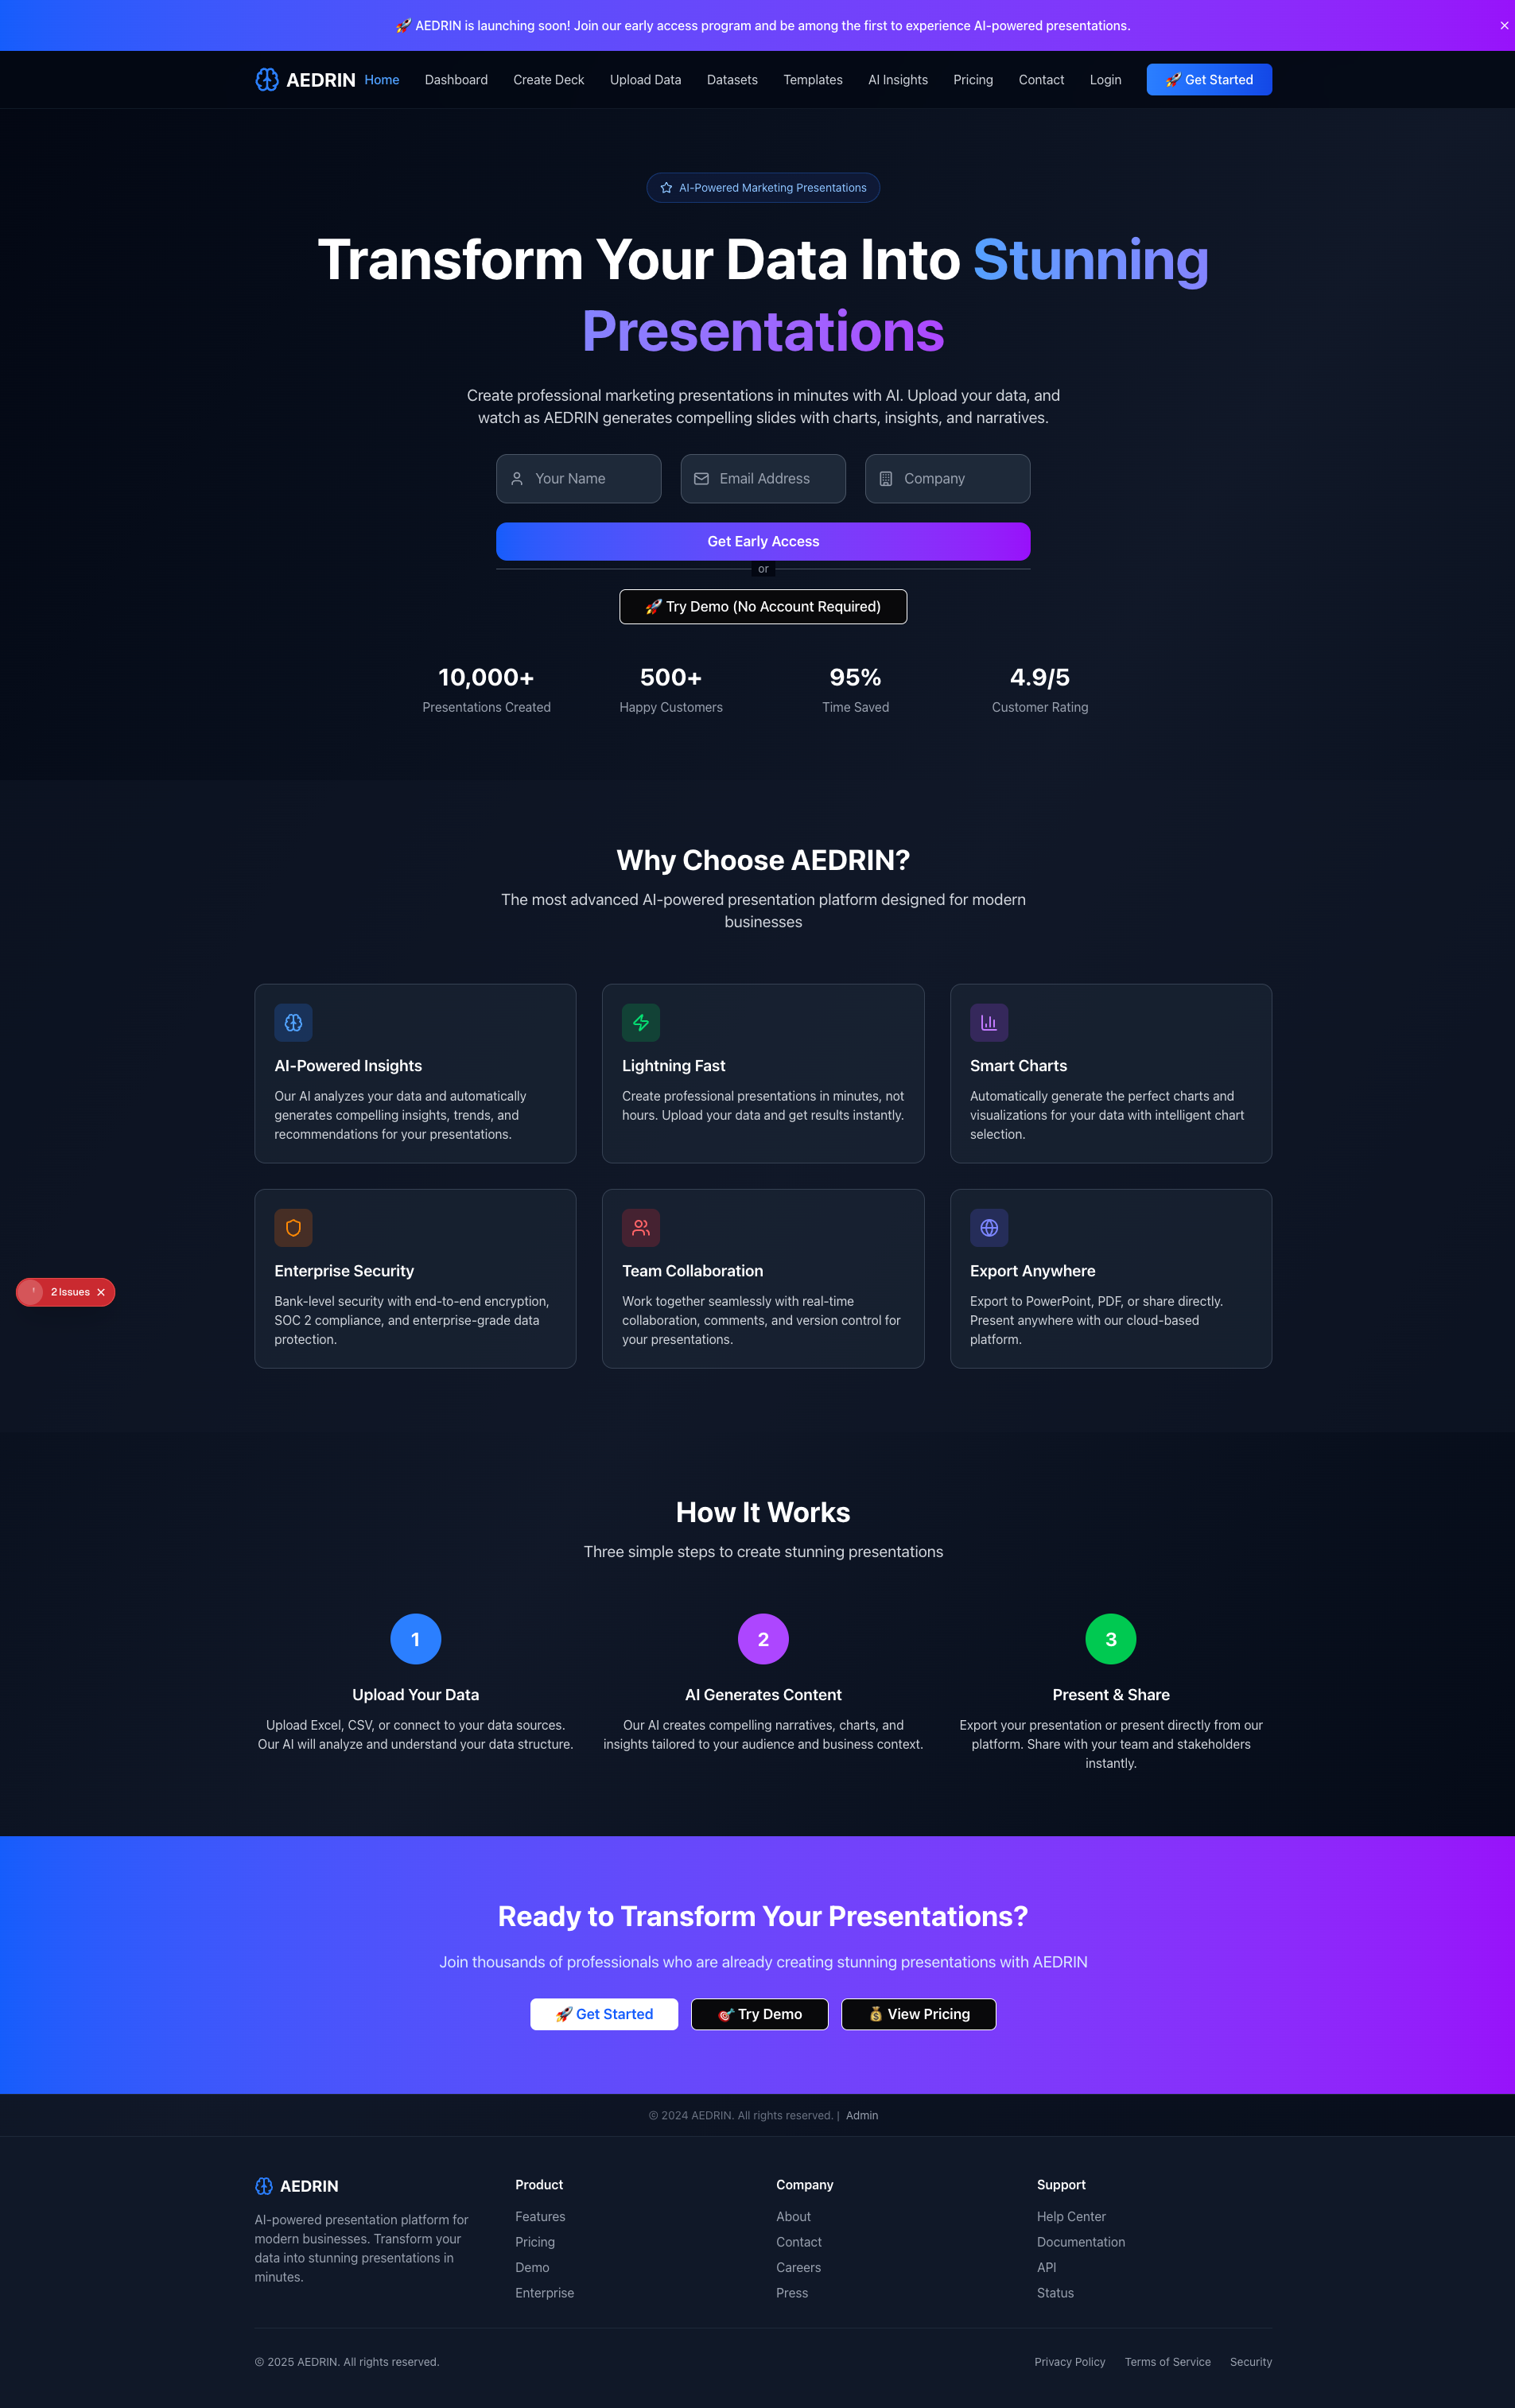 🚀 AEDRIN is launching soon! Join our early access program and be among the first to experience AI-powered presentations.
AEDRIN Home Dashboard Create Deck Upload Data Datasets Templates AI Insights Pricing Contact Login 🚀 Get Started
AI-Powered Marketing Presentations
Transform Your Data Into Stunning
Presentations
Create professional marketing presentations in minutes with AI. Upload your data, and
watch as AEDRIN generates compelling slides with charts, insights, and narratives.
Your Name Email Address Company
Get Early Access
or
🚀 Try Demo (No Account Required)
10,000+ 500+ 95% 4.9/5
Presentations Created Happy Customers Time Saved Customer Rating
Why Choose AEDRIN?
The most advanced AI-powered presentation platform designed for modern
businesses
AI-Powered Insights
Our AI analyzes your data and automatically
generates compelling insights, trends, and
recommendations for your presentations.
Lightning Fast
Create professional presentations in minutes, not
hours. Upload your data and get results instantly.
Smart Charts
Automatically generate the perfect charts and
visualizations for your data with intelligent chart
selection.
Enterprise Security
Bank-level security with end-to-end encryption,
SOC 2 compliance, and enterprise-grade data
protection.
Team Collaboration
Work together seamlessly with real-time
collaboration, comments, and version control for
your presentations.
Export Anywhere
Export to PowerPoint, PDF, or share directly.
Present anywhere with our cloud-based
platform.
2 Issues
How It Works
Three simple steps to create stunning presentations
1
Upload Your Data
Upload Excel, CSV, or connect to your data sources.
Our AI will analyze and understand your data structure.
2
AI Generates Content
Our AI creates compelling narratives, charts, and
insights tailored to your audience and business context.
3
Present & Share
Export your presentation or present directly from our
platform. Share with your team and stakeholders
instantly.
Ready to Transform Your Presentations?
Join thousands of professionals who are already creating stunning presentations with AEDRIN
🚀 Get Started 🎯 Try Demo 💰 View Pricing
© 2024 AEDRIN. All rights reserved. | Admin
AEDRIN
AI-powered presentation platform for
modern businesses. Transform your
data into stunning presentations in
minutes.
Product
Features
Pricing
Demo
Enterprise
Company
About
Contact
Careers
Press
Support
Help Center
Documentation
API
Status
© 2025 AEDRIN. All rights reserved.
Privacy Policy Terms of Service Security